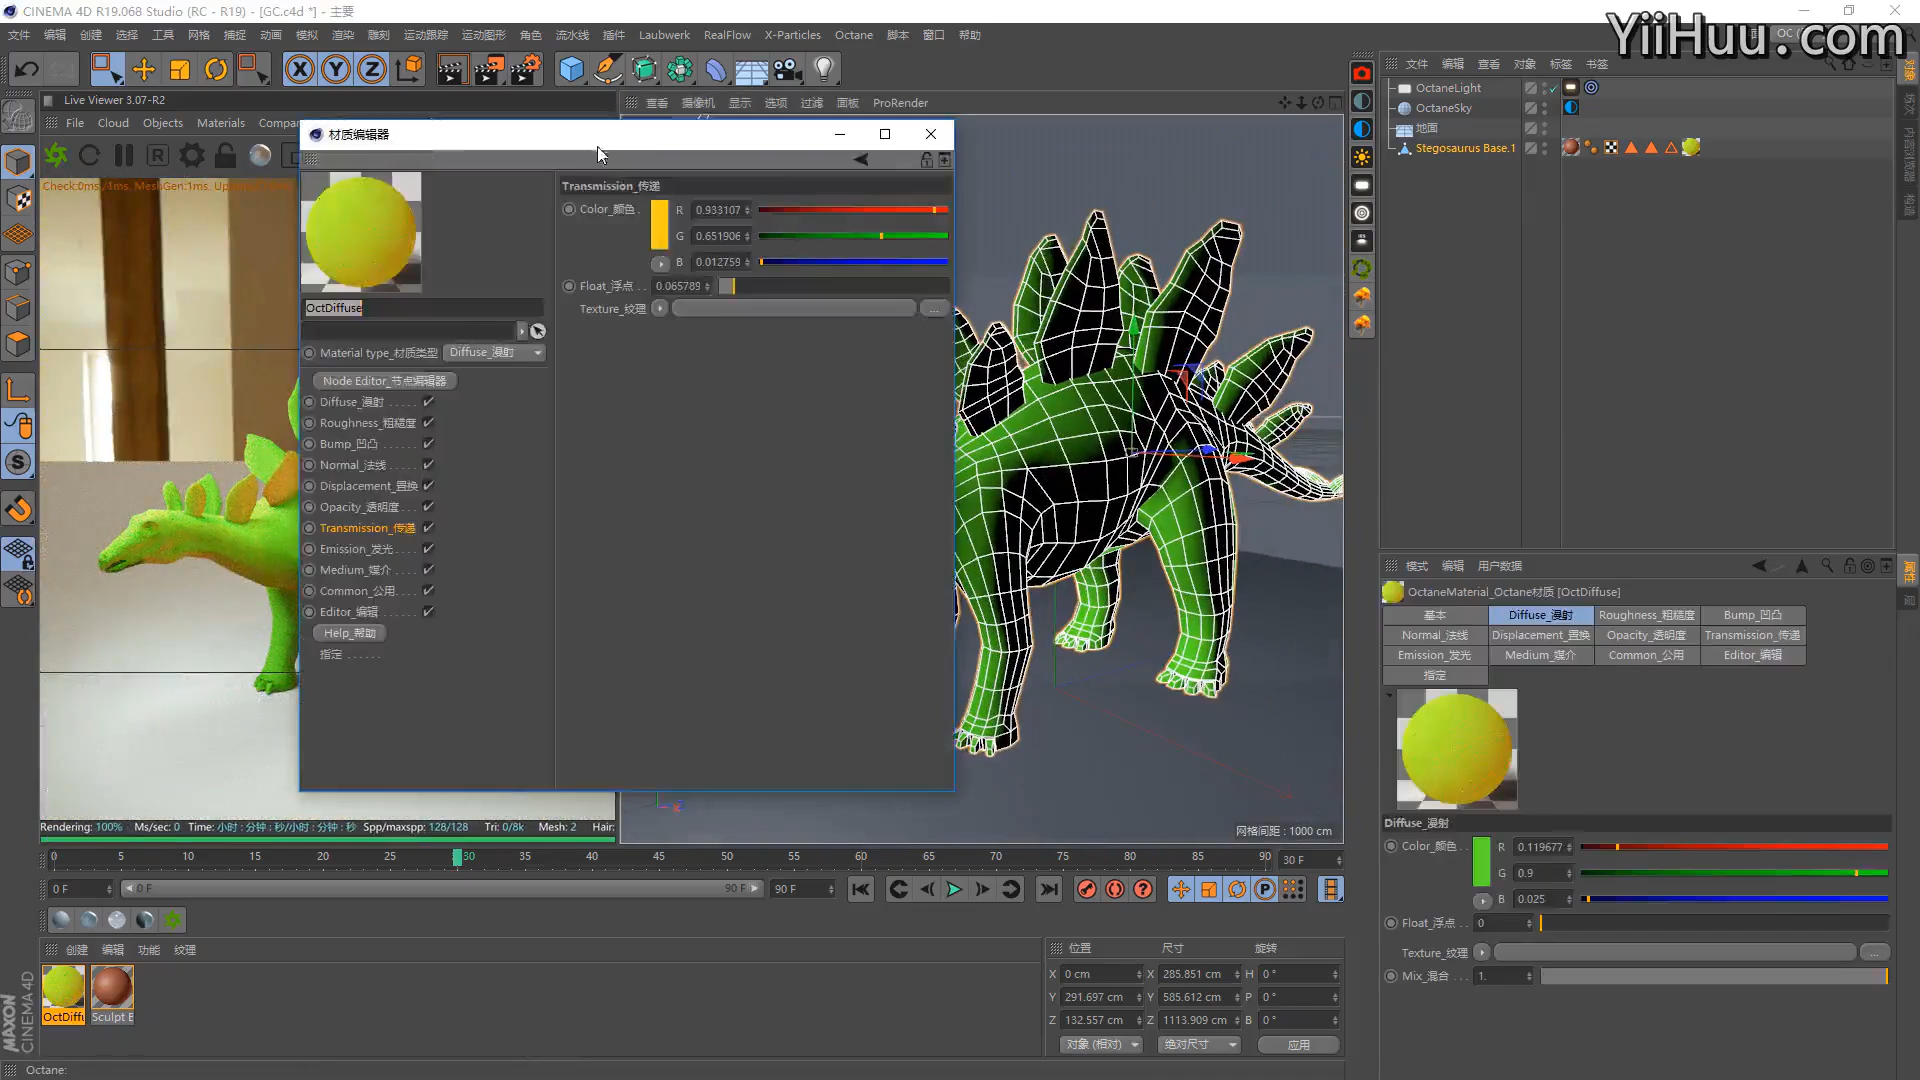 CINEMA 4D R19.068 Studio (RC - R19) - [GC.c4d *] - 主要
YiiHuu.com
文件 编辑 创建 选择 工具 网格 捕捉 动画 模拟 渲染 雕刻 运动跟踪 运动图形 角色 流水线 插件 Laubwerk RealFlow X-Particles Octane 脚本 窗口 帮助
Live Viewer 3.07-R2
File Cloud Objects Materials Compa
查看 摄像机 显示 选项 过滤 面板 ProRender
文件 编辑 查看 对象 标签 书签
OctaneLight
OctaneSky
地面
Stegosaurus Base.1
对象
场次
内容浏览器
构造
Check:0ms./1ms. MeshGen:1ms.
材质编辑器
OctDiffuse
Material type_材质类型 Diffuse_漫射
Node Editor_节点编辑器
Diffuse_漫射
Roughness_粗糙度
Bump_凹凸
Normal_法线
Displacement_置换
Opacity_透明度
Transmission_传递
Emission_发光
Medium_媒介
Common_公用
Editor_编辑
Help_帮助
指定
Transmission_传递
Color_颜色 R 0.933107
G 0.651906
B 0.012759
Float_浮点 0.065789
Texture_纹理 ...
网格间距 : 1000 cm
Rendering: 100% Ms/sec: 0 Time: 小时 : 分钟 : 秒/小时 : 分钟 : 秒 Spp/maxspp: 128/128 Tri: 0/8k Mesh: 2 Hair:
0 5 10 15 20 25 30 35 40 45 50 55 60 65 70 75 80 85 90 30 F
0 F 0 F 90 F 90 F
创建 编辑 功能 纹理
OctDiffu Sculpt E
MAXON CINEMA 4D
位置 尺寸 旋转
X 0 cm X 285.851 cm H 0 °
Y 291.697 cm Y 585.612 cm P 0 °
Z 132.557 cm Z 1113.909 cm B 0 °
对象 (相对) 绝对尺寸 应用
Octane:
模式 编辑 用户数据
属性
层
OctaneMaterial_Octane材质 [OctDiffuse]
基本 Diffuse_漫射 Roughness_粗糙度 Bump_凹凸
Normal_法线 Displacement_置换 Opacity_透明度 Transmission_传递
Emission_发光 Medium_媒介 Common_公用 Editor_编辑
指定
Diffuse_漫射
Color_颜色 R 0.119677
G 0.9
B 0.025
Float_浮点 0
Texture_纹理 ...
Mix_混合 1.